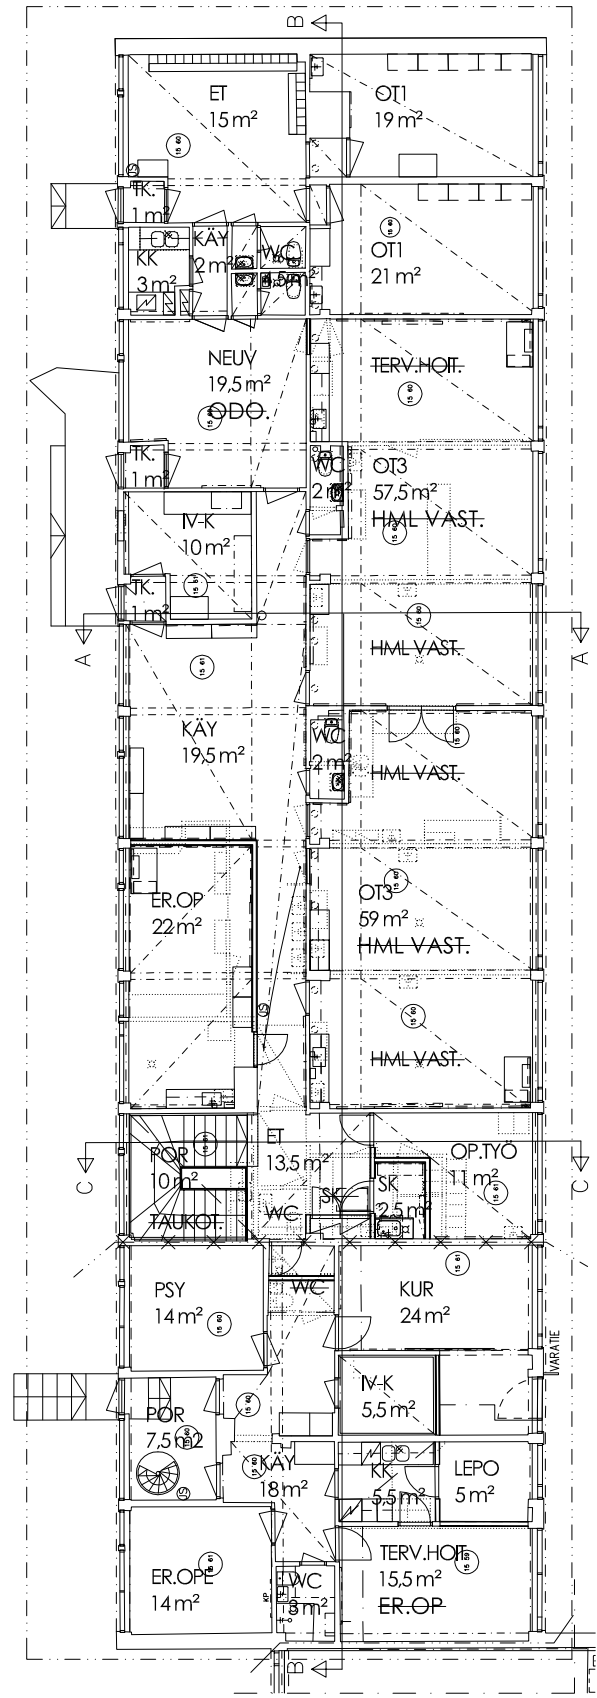 B
ET
15 m²
OT1
19 m²
TK.
1 m²
KÄY
2 m²
WC
KK
3 m²
OT1
21 m²
NEUV
19,5 m²
ODO.
TERV.HOIT.
TK.
1 m²
WC
2 m²
OT3
57,5 m²
HML VAST.
IV-K
10 m²
TK.
1 m²
A
A
HML VAST.
KÄY
19,5 m²
WC
2 m²
HML VAST.
ER.OP
22 m²
OT3
59 m²
HML VAST.
HML VAST.
ET
13,5 m²
OP.TYÖ
11 m²
POR
10 m²
C
C
SK
SK
2,5 m²
TAUKOT.
WC
WC
PSY
14 m²
KUR
24 m²
VARATIE
IV-K
5,5 m²
POR
7,5 m2
KÄY
18 m²
KK
5,5 m²
LEPO
5 m²
TERV.HOIT.
15,5 m²
ER.OP
ER.OPE
14 m²
WC
3 m²
KP
B